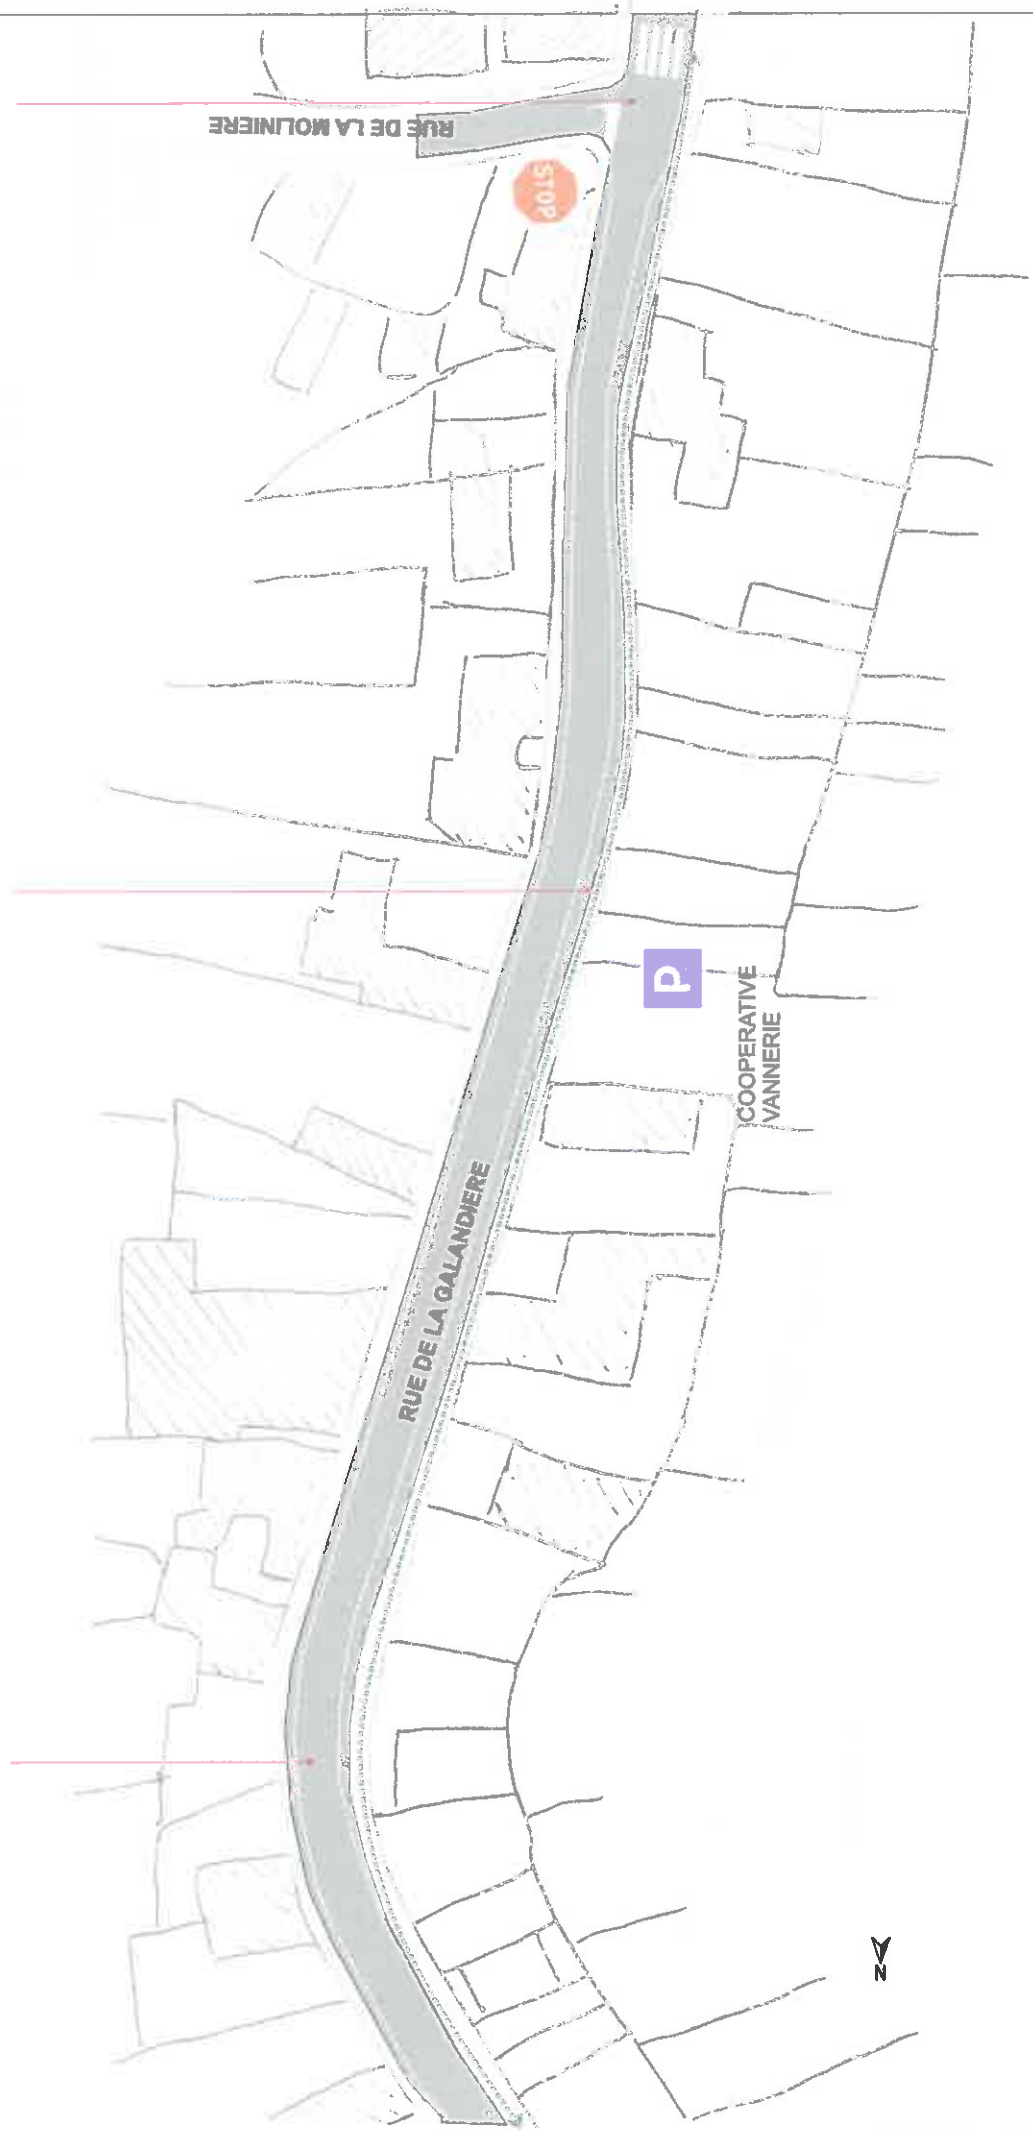 RUE DE LA MOLINIERE
STOP
P
COOPERATIVE
VANNERIE
RUE DE LA GALANDIERE
N